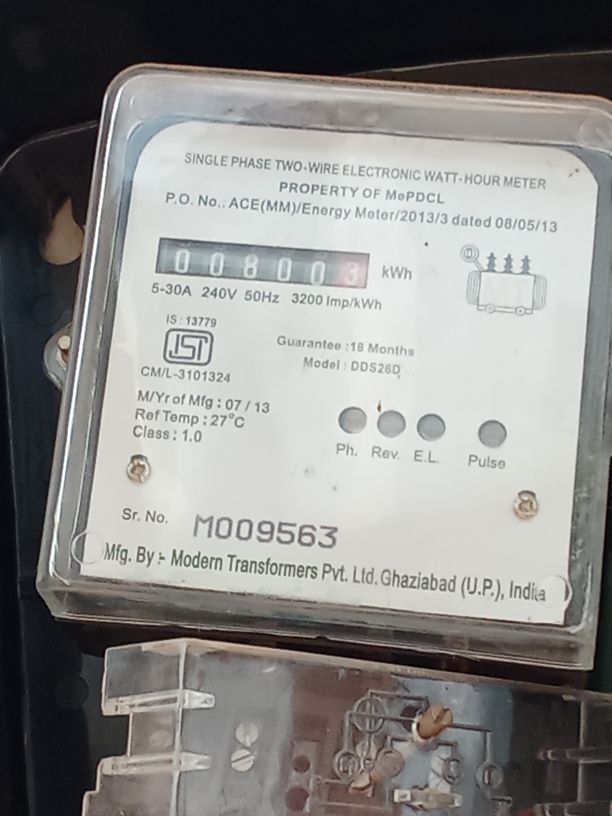 SINGLE PHASE TWO-WIRE ELECTRONIC WATT-HOUR METER
PROPERTY OF MePDCL
P.O. No.: ACE(MM)/Energy Meter/2013/3 dated 08/05/13
008003 kWh
5-30A 240V 50Hz 3200 Imp/kWh
IS : 13779
ISI
CM/L-3101324
Guarantee :18 Months
Model : DDS26D
M/Yr of Mfg : 07 / 13
Ref Temp : 27°C
Class : 1.0
Ph. Rev. E.L. Pulse
Sr. No. M009563
Mfg. By :- Modern Transformers Pvt. Ltd. Ghaziabad (U.P.), India